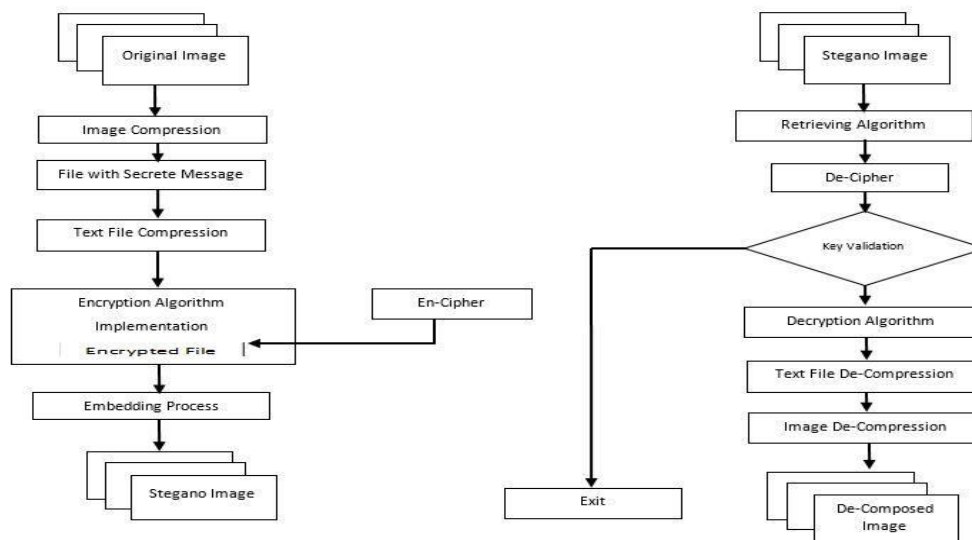 Original Image
Image Compression
File with Secrete Message
Text File Compression
Encryption Algorithm
Implementation
Encrypted File
En-Cipher
Embedding Process
Stegano Image
Stegano Image
Retrieving Algorithm
De-Cipher
Key Validation
Decryption Algorithm
Text File De-Compression
Image De-Compression
Exit
De-Composed
Image